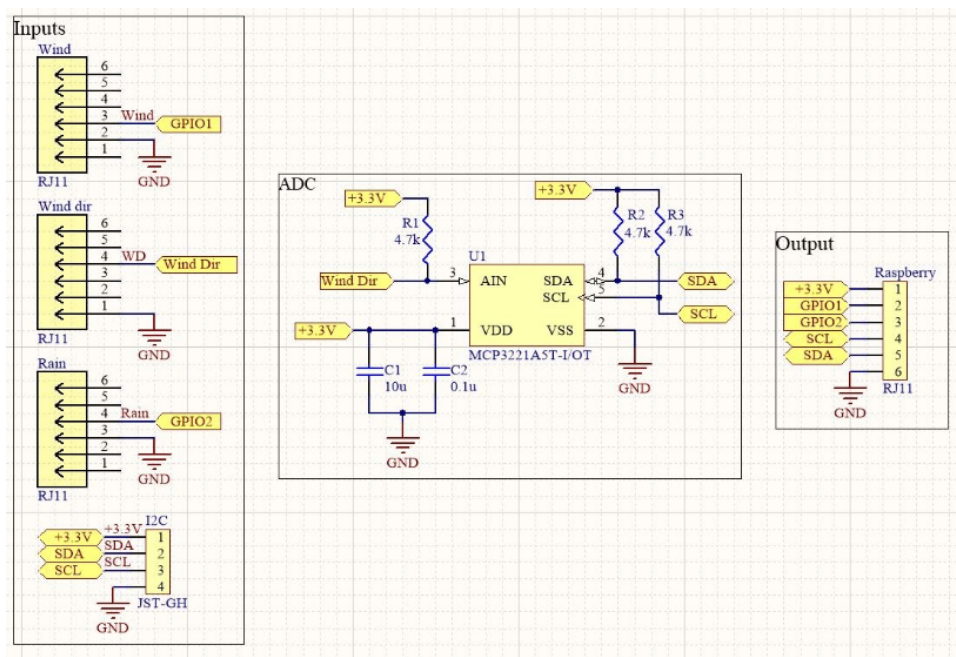 Inputs
Wind
6
5
4
3 Wind GPIO1
2
1
RJ11 GND
Wind dir
6
5
4 WD Wind Dir
3
2
1
RJ11 GND
Rain
6
5
4 Rain GPIO2
3
2
1
RJ11 GND
I2C
+3.3V +3.3V 1
SDA SDA 2
SCL SCL 3
4
JST-GH
GND
ADC
+3.3V +3.3V
R1 4.7k
R2 4.7k
R3 4.7k
U1
Wind Dir 3 AIN SDA 4 SDA
SCL 5 SCL
+3.3V 1 VDD VSS 2
MCP3221A5T-I/OT
C1 10u
C2 0.1u
GND
GND
Output
Raspberry
+3.3V 1
GPIO1 2
GPIO2 3
SCL 4
SDA 5
6
RJ11
GND